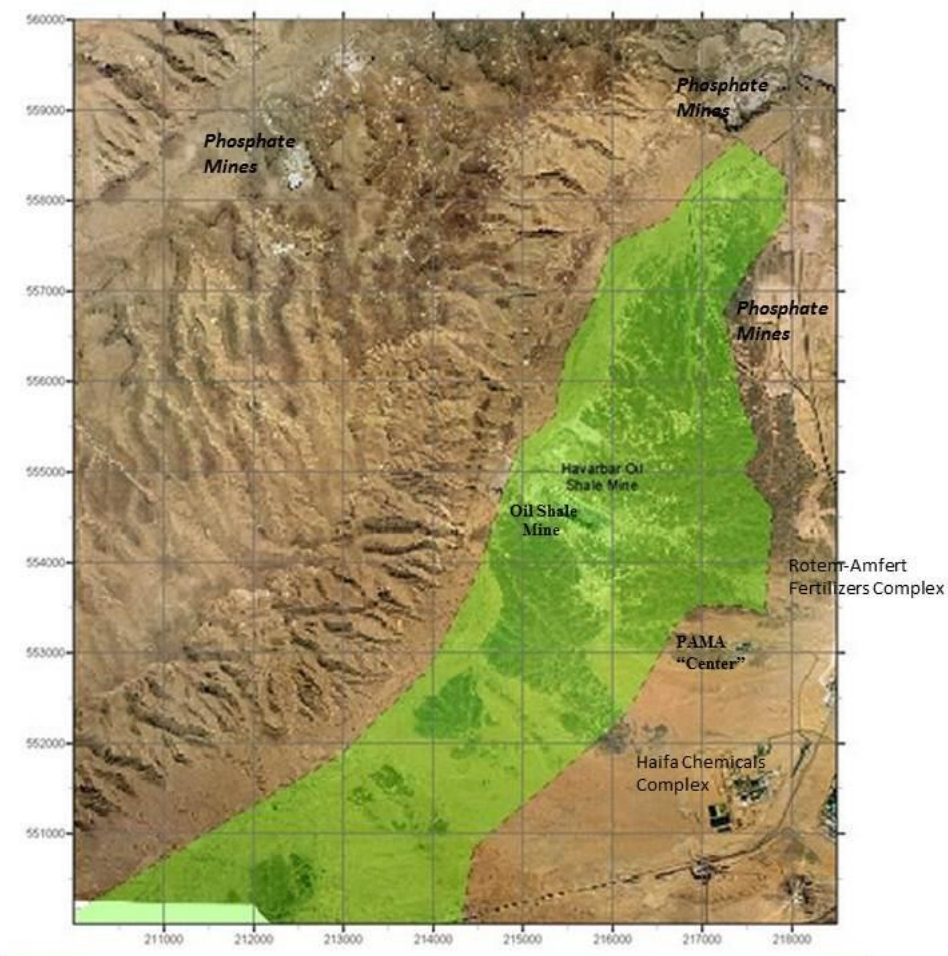 560000
559000
558000
557000
556000
555000
554000
553000
552000
551000
Phosphate
Mines
Phosphate
Mines
Phosphate
Mines
Havarbar Oil
Shale Mine
Oil Shale
Mine
Rotem-Amfert
Fertilizers Complex
PAMA
“Center”
Haifa Chemicals
Complex
211000 212000 213000 214000 215000 216000 217000 218000